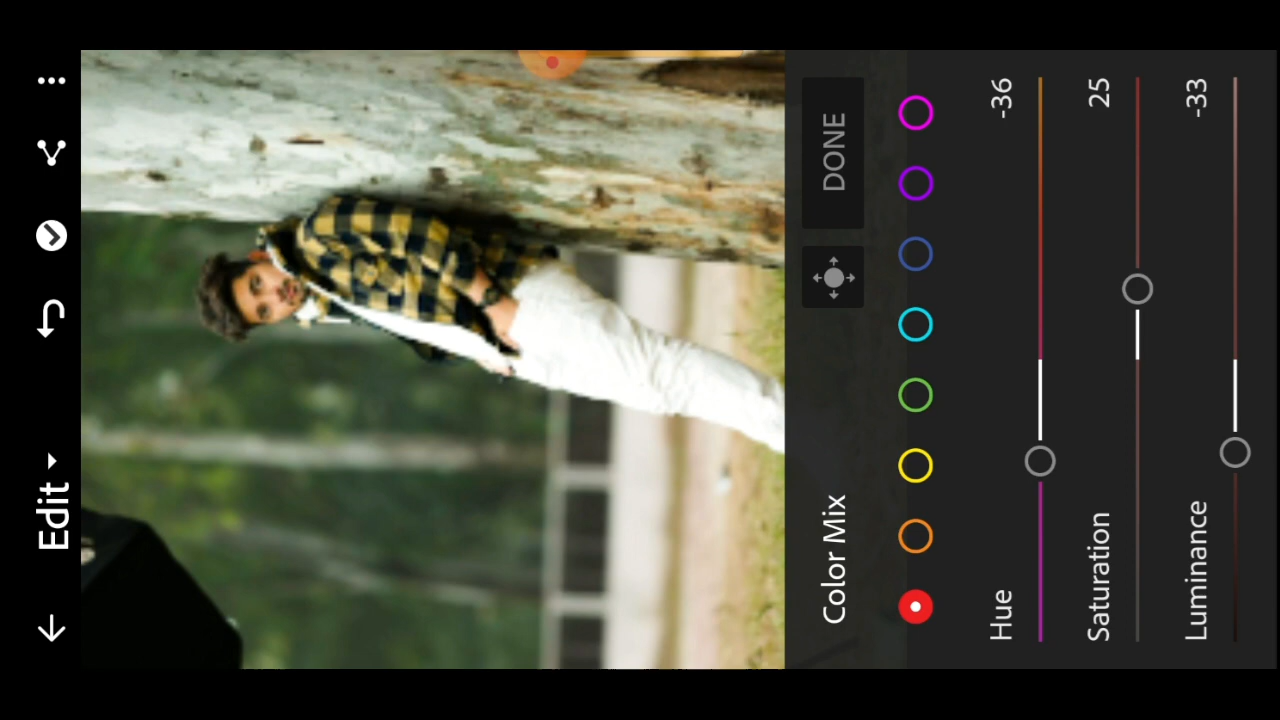 Edit
Color Mix
DONE
Hue
-36
Saturation
25
Luminance
-33